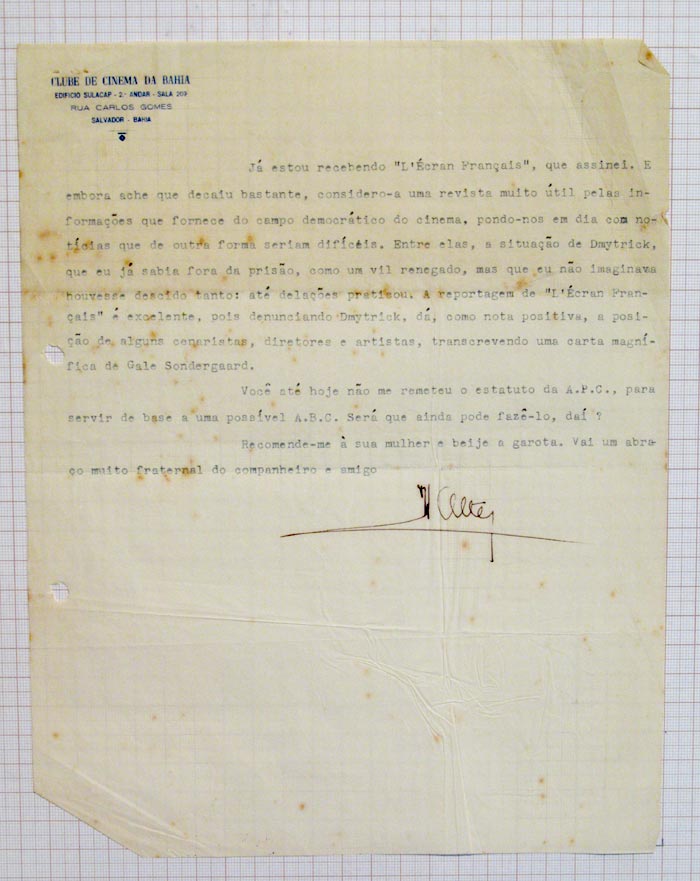 CLUBE DE CINEMA DA BAHIA
EDIFICIO SULACAP - 2.º ANDAR - SALA 209
RUA CARLOS GOMES
SALVADOR - BAHIA
Já estou recebendo "L'Écran Français", que assinei. E
embora ache que decaiu bastante, considero-a uma revista muito útil pelas in-
formações que fornece do campo democrático do cinema, pondo-nos em dia com no-
tícias que de outra forma seriam difíceis. Entre elas, a situação de Dmytrick,
que eu já sabia fora da prisão, como um vil renegado, mas que eu não imaginava
houvesse descido tanto: até delações praticou. A reportagem de "L'Écran Fran-
çais" é excelente, pois denunciando Dmytrick, dá, como nota positiva, a posi-
ção de alguns cenaristas, diretores e artistas, transcrevendo uma carta magní-
fica de Gale Sondergaard.
Você até hoje não me remeteu o estatuto da A.P.C., para
servir de base a uma possível A.B.C. Será que ainda pode fazê-lo, daí ?
Recomende-me à sua mulher e beije a garota. Vai um abra-
ço muito fraternal do companheiro e amigo